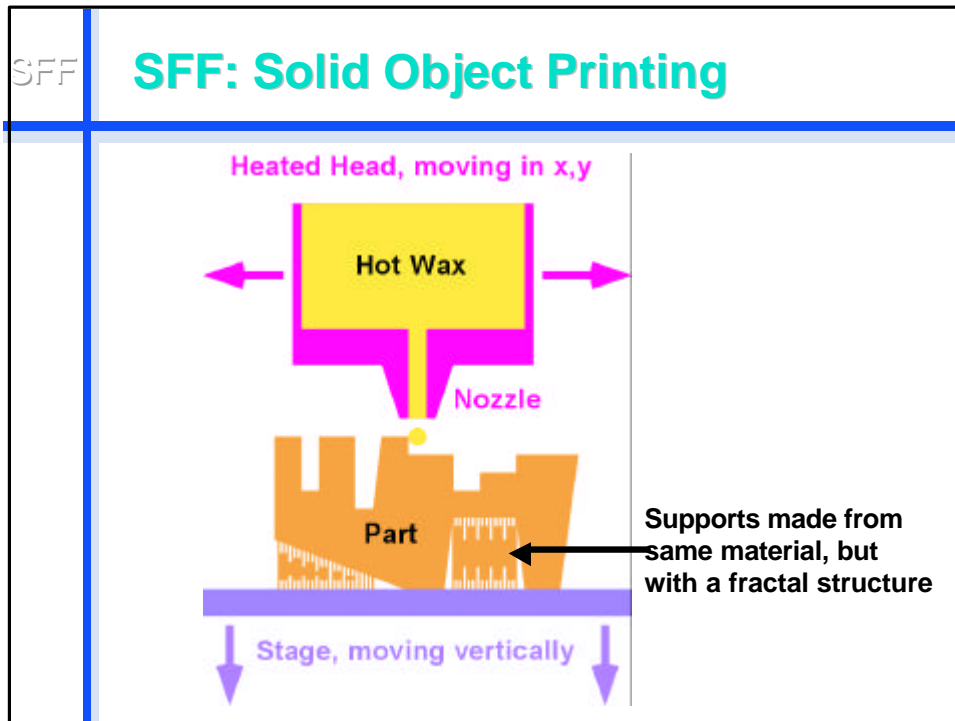 SFF
SFF: Solid Object Printing
Heated Head, moving in x,y
Hot Wax
Nozzle
Part
Supports made from
same material, but
with a fractal structure
Stage, moving vertically